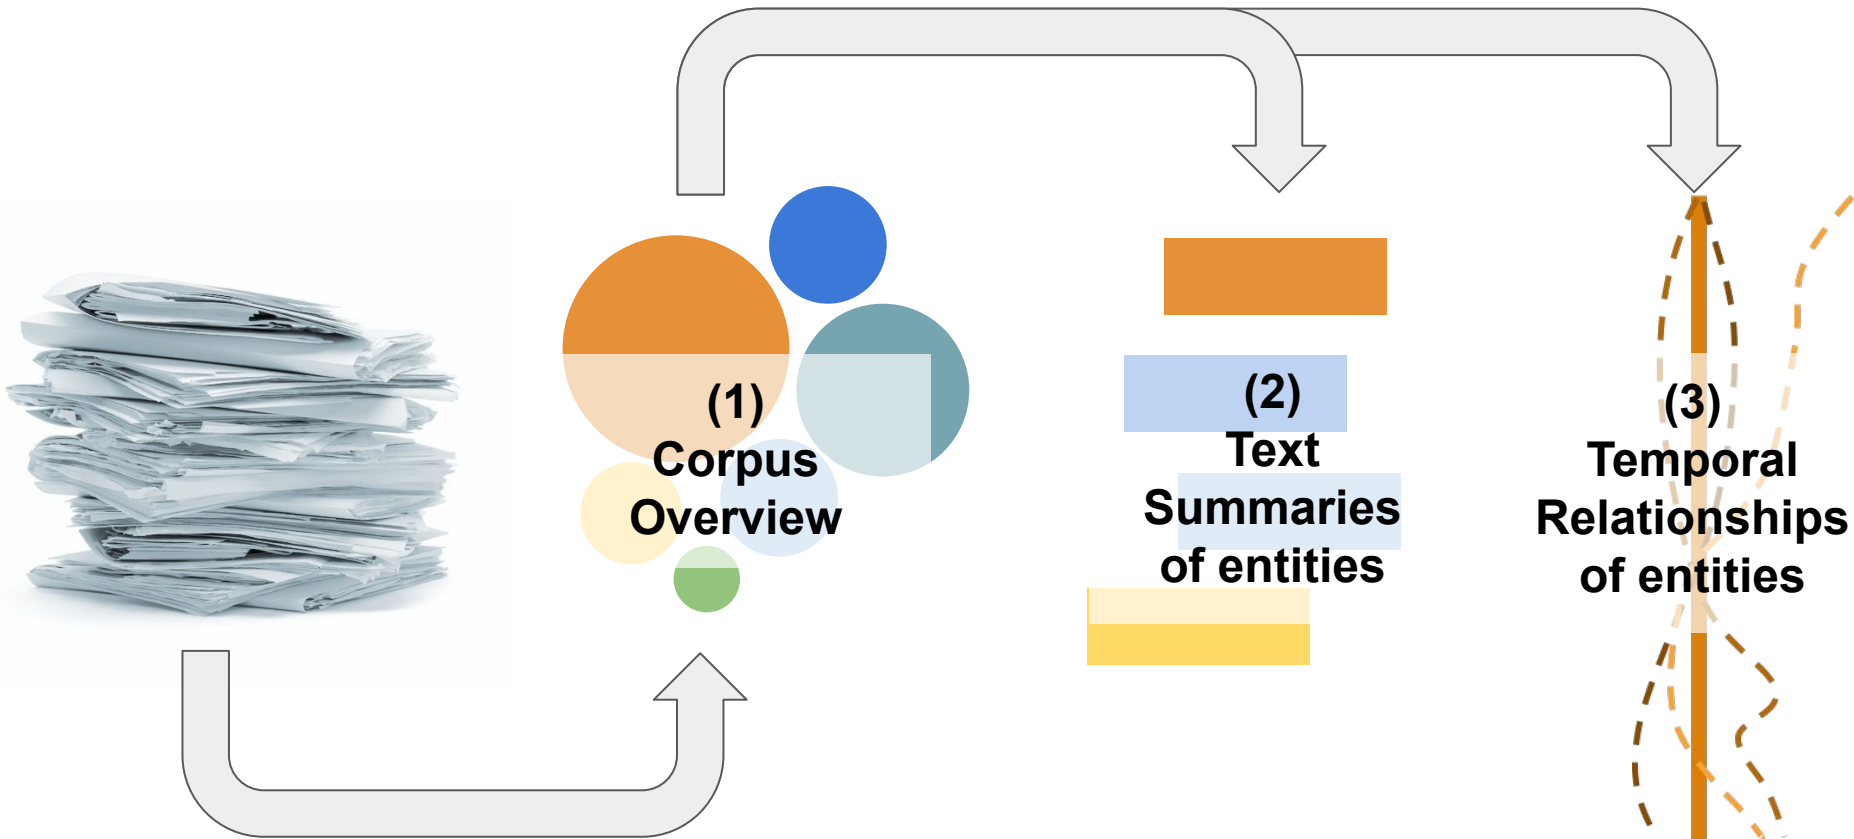 (1)
Corpus
Overview
(2)
Text
Summaries
of entities
(3)
Temporal
Relationships
of entities